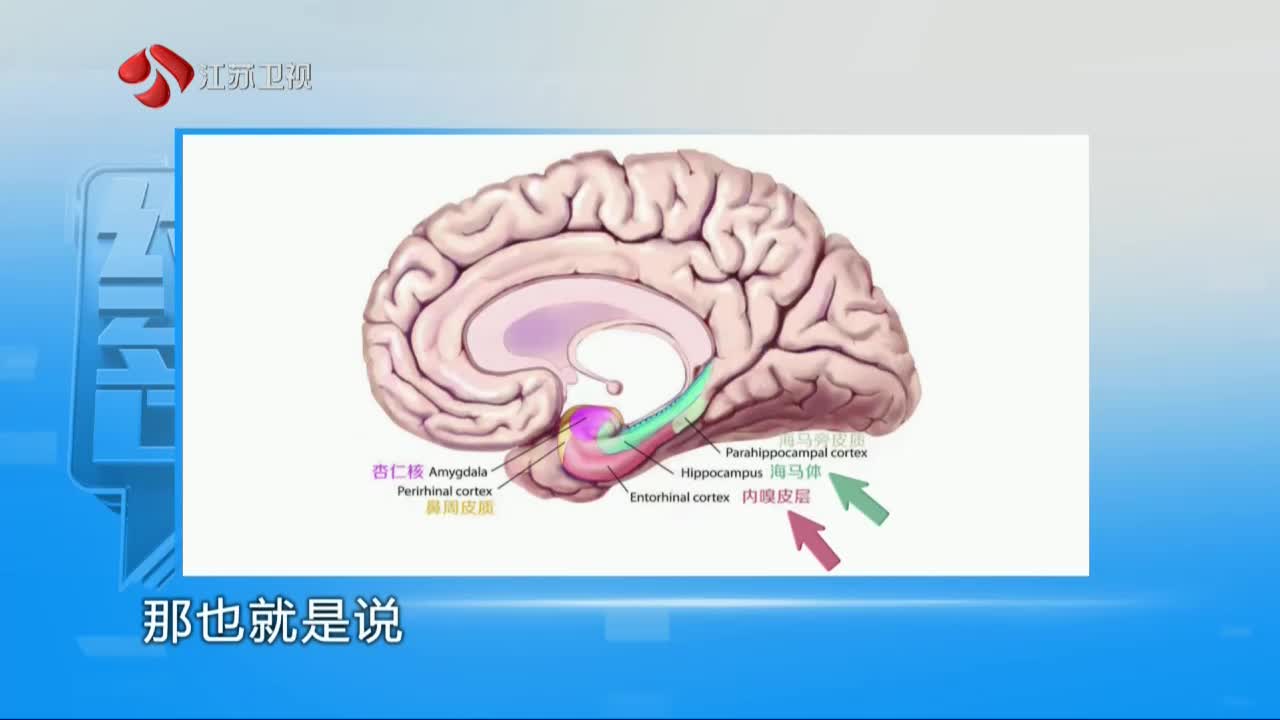 江苏卫视
海马旁皮质
Parahippocampal cortex
杏仁核 Amygdala
Hippocampus 海马体
Perirhinal cortex
Entorhinal cortex 内嗅皮层
鼻周皮质
那也就是说